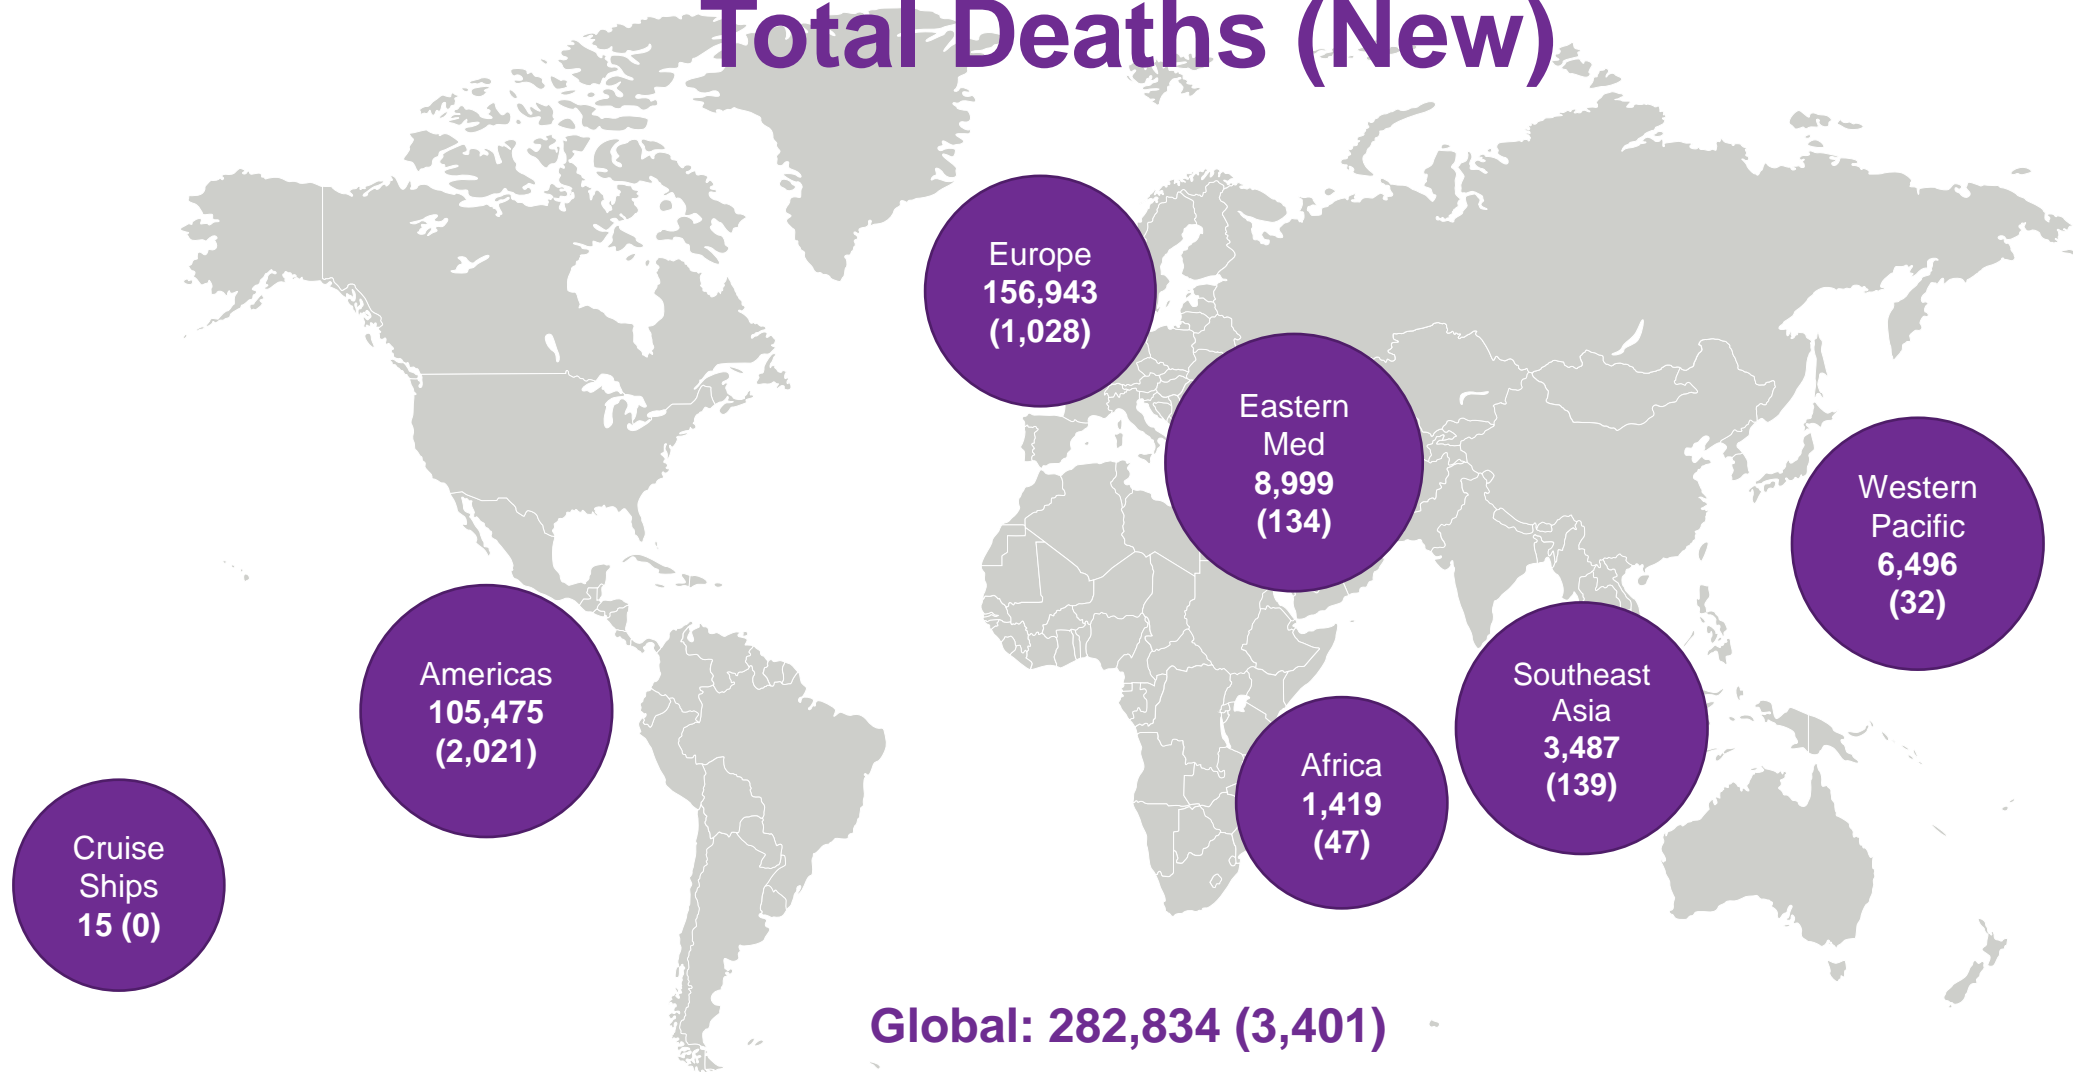 Total Deaths (New)
Europe
156,943
(1,028)
Eastern
Med
8,999
(134)
Western
Pacific
6,496
(32)
Americas
105,475
(2,021)
Southeast
Asia
3,487
(139)
Africa
1,419
(47)
Cruise
Ships
15 (0)
Global: 282,834 (3,401)